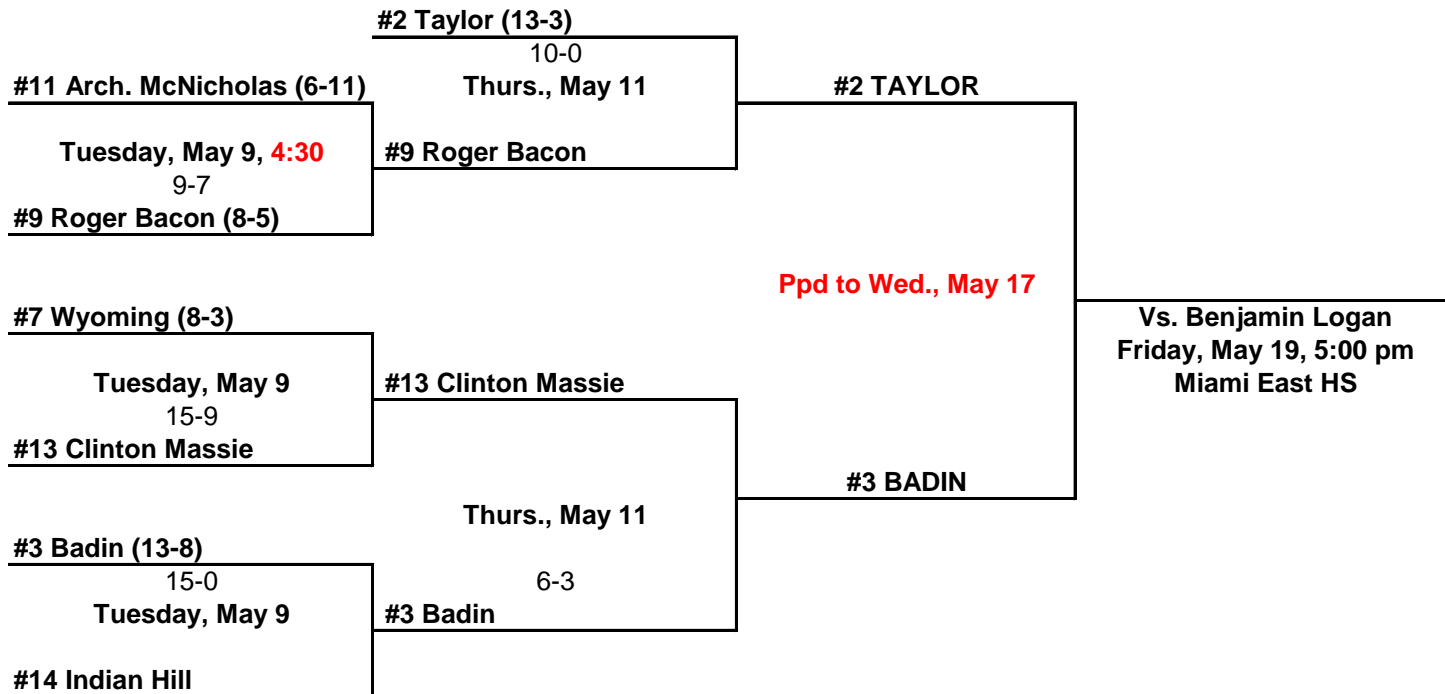 #2 Taylor (13-3)
10-0
#11 Arch. McNicholas (6-11)
Thurs., May 11
#2 TAYLOR
Tuesday, May 9, 4:30
#9 Roger Bacon
9-7
#9 Roger Bacon (8-5)
Ppd to Wed., May 17
#7 Wyoming (8-3)
Vs. Benjamin Logan
Friday, May 19, 5:00 pm
Tuesday, May 9
#13 Clinton Massie
Miami East HS
15-9
#13 Clinton Massie
#3 BADIN
Thurs., May 11
#3 Badin (13-8)
15-0
6-3
Tuesday, May 9
#3 Badin
#14 Indian Hill